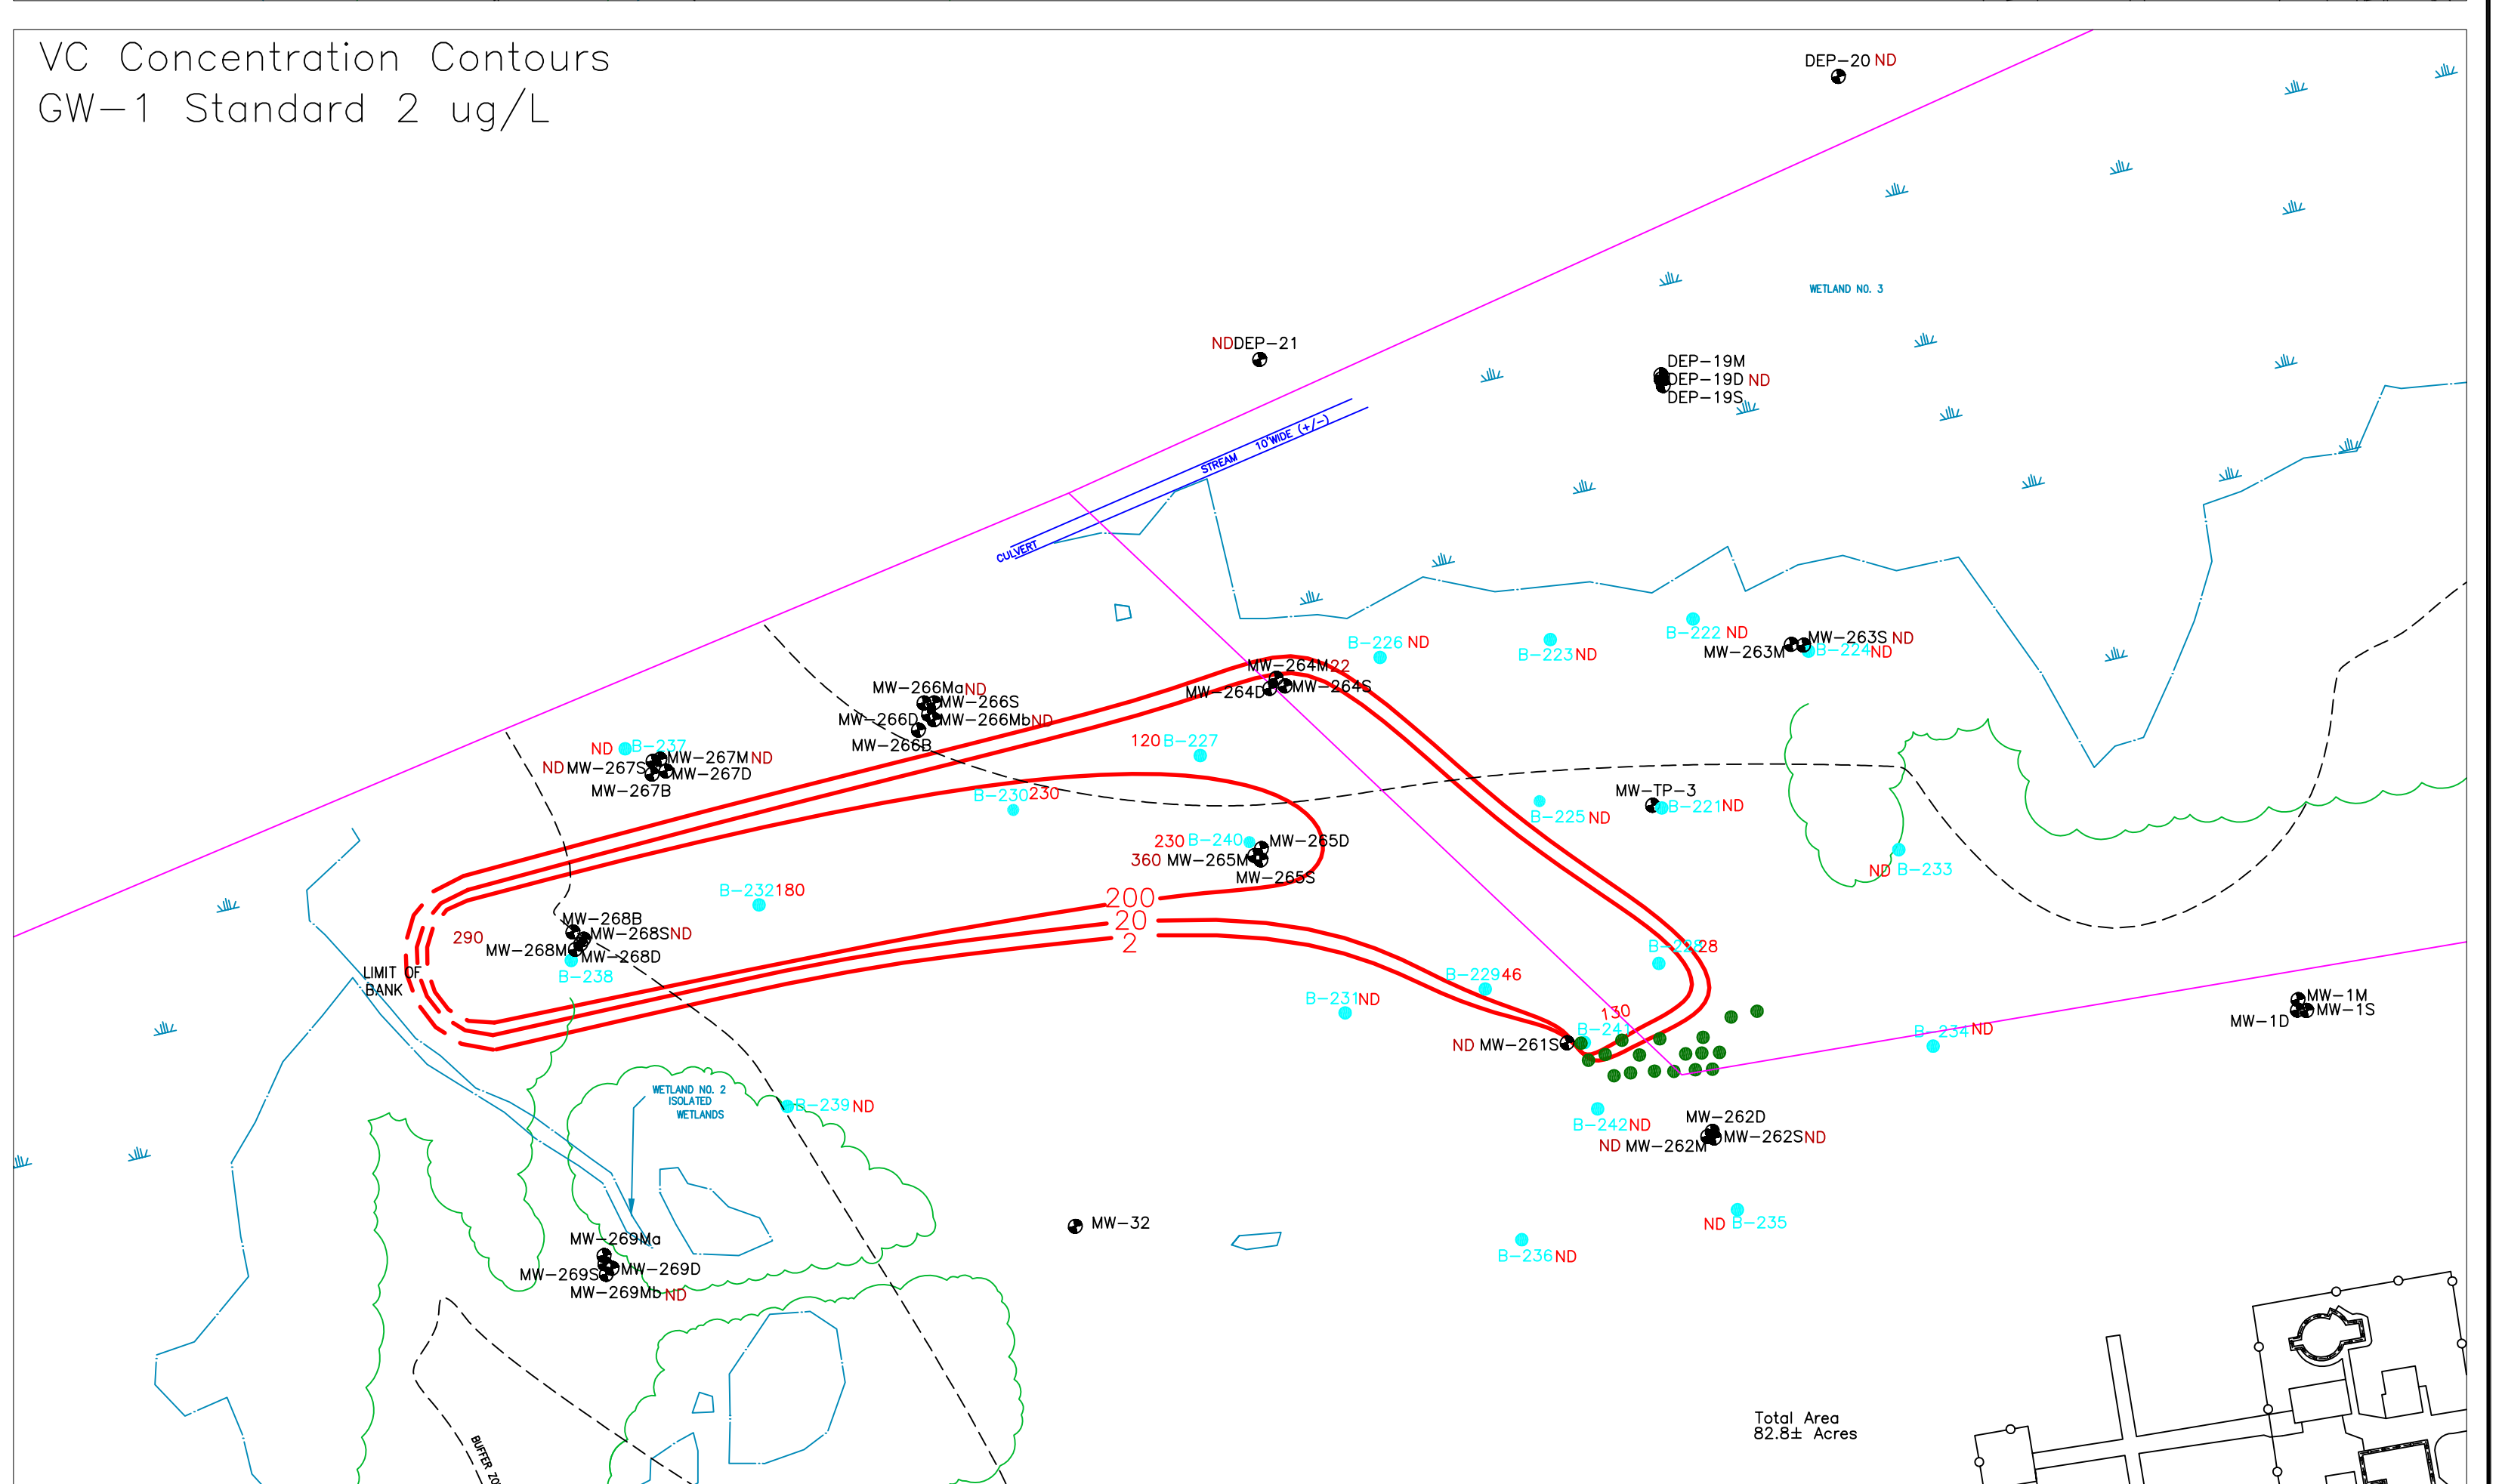 VC Concentration Contours
GW-1 Standard 2 ug/L
DEP-20 ND
WETLAND NO. 3
NDDEP-21
DEP-19M
DEP-19D ND
DEP-19S
STREAM 10'WIDE (+/-)
CULVERT
B-226 ND
B-223 ND
B-222 ND
MW-263S ND
MW-263M
B-224 ND
MW-264M 22
MW-264D
MW-264S
MW-266Ma ND
MW-266S
MW-266D
MW-266Mb ND
MW-266B
120 B-227
ND B-237
MW-267M ND
ND MW-267S
MW-267D
MW-267B
B-230 230
MW-TP-3
B-221 ND
B-225 ND
230 B-240
MW-265D
360 MW-265M
MW-265S
ND B-233
B-232 180
200
20
2
MW-268B
290
MW-268S ND
MW-268M
MW-268D
B-238
LIMIT OF
BANK
B-228 28
B-229 46
B-231 ND
130
B-241
ND MW-261S
MW-1M
MW-1S
MW-1D
B-234 ND
WETLAND NO. 2
ISOLATED
WETLANDS
B-239 ND
B-242 ND
MW-262D
MW-262S ND
ND MW-262M
MW-32
ND B-235
B-236 ND
MW-269Ma
MW-269S
MW-269D
MW-269Mb ND
Total Area
82.8± Acres
BUFFER